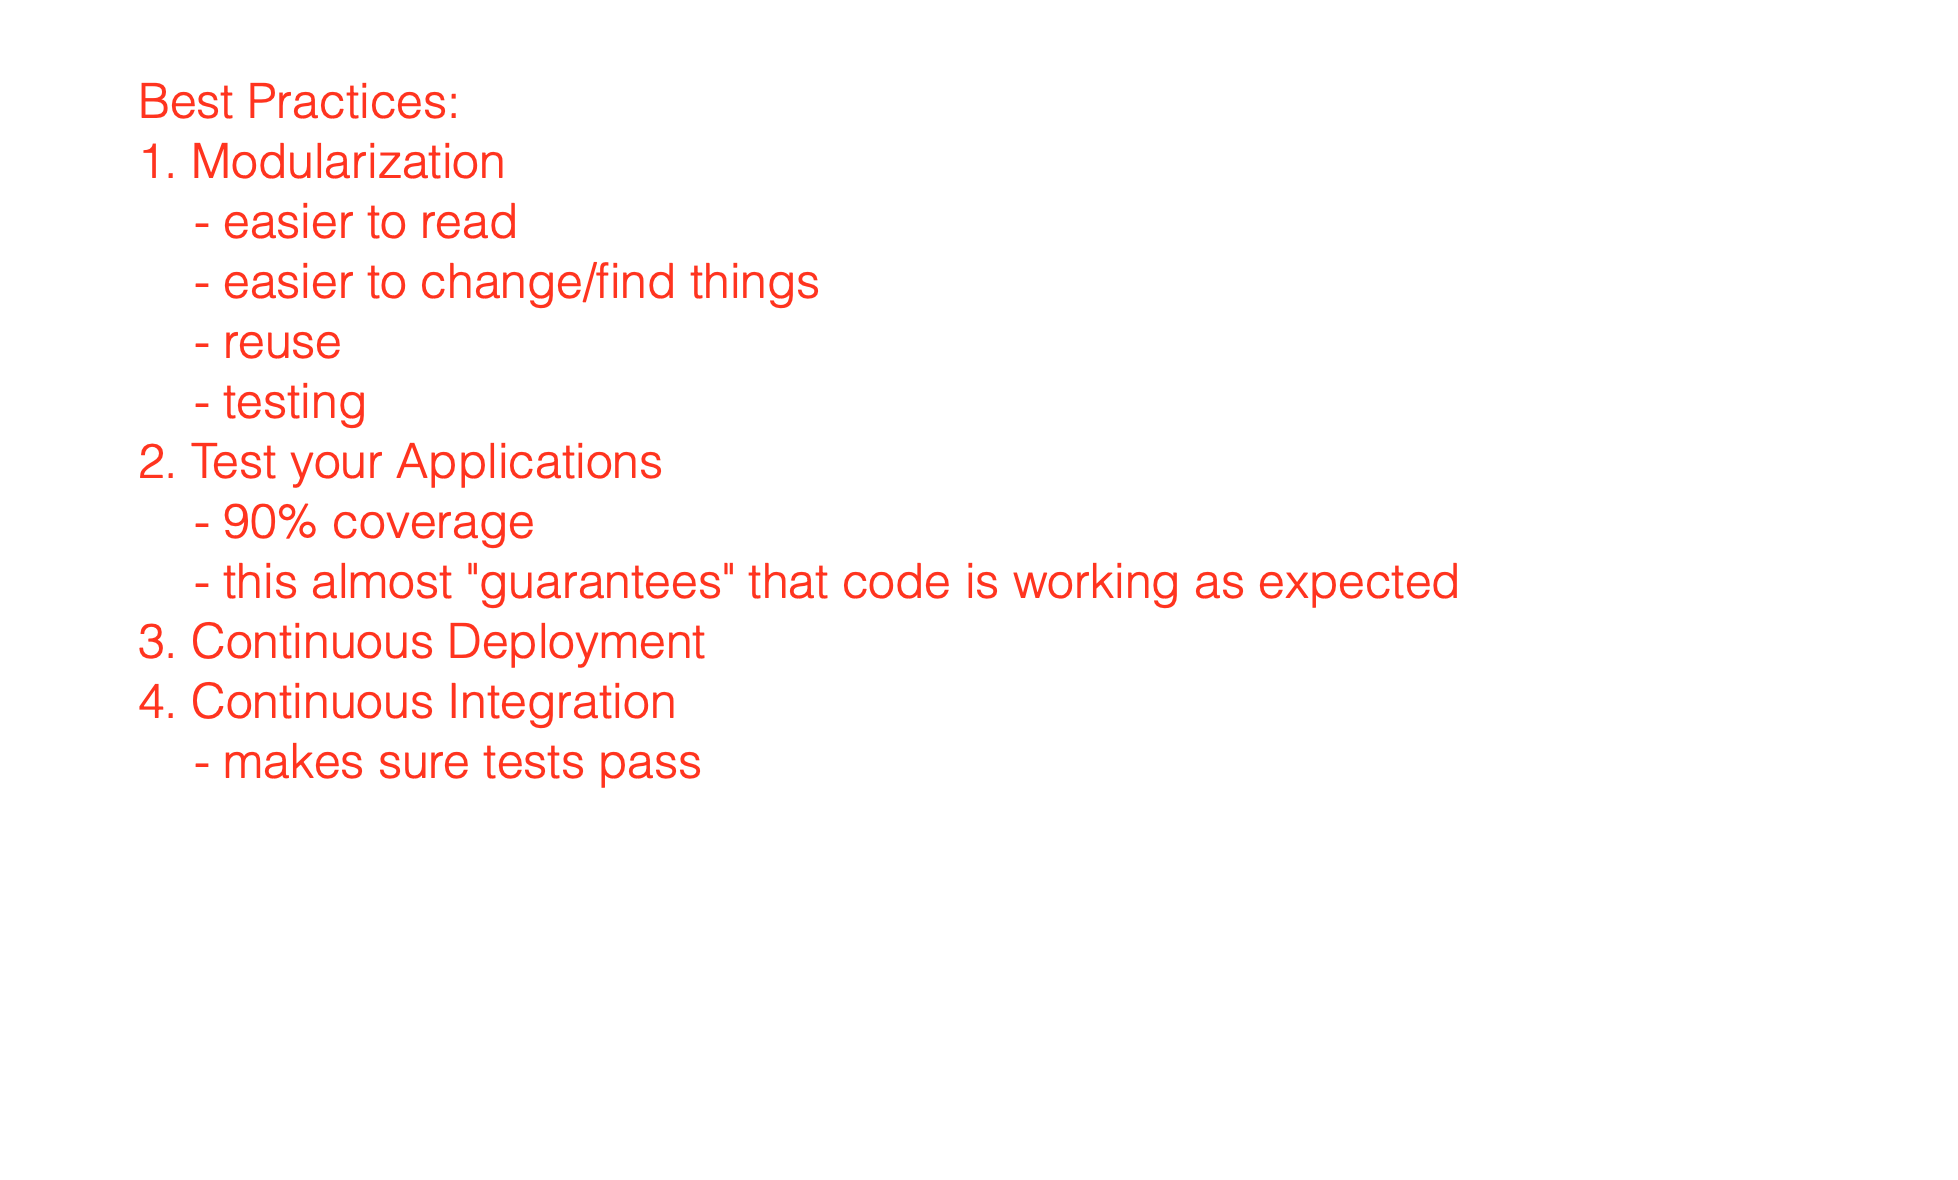 Best Practices:
1. Modularization
- easier to read
- easier to change/find things
- reuse
- testing
2. Test your Applications
- 90% coverage
- this almost "guarantees" that code is working as expected
3. Continuous Deployment
4. Continuous Integration
- makes sure tests pass